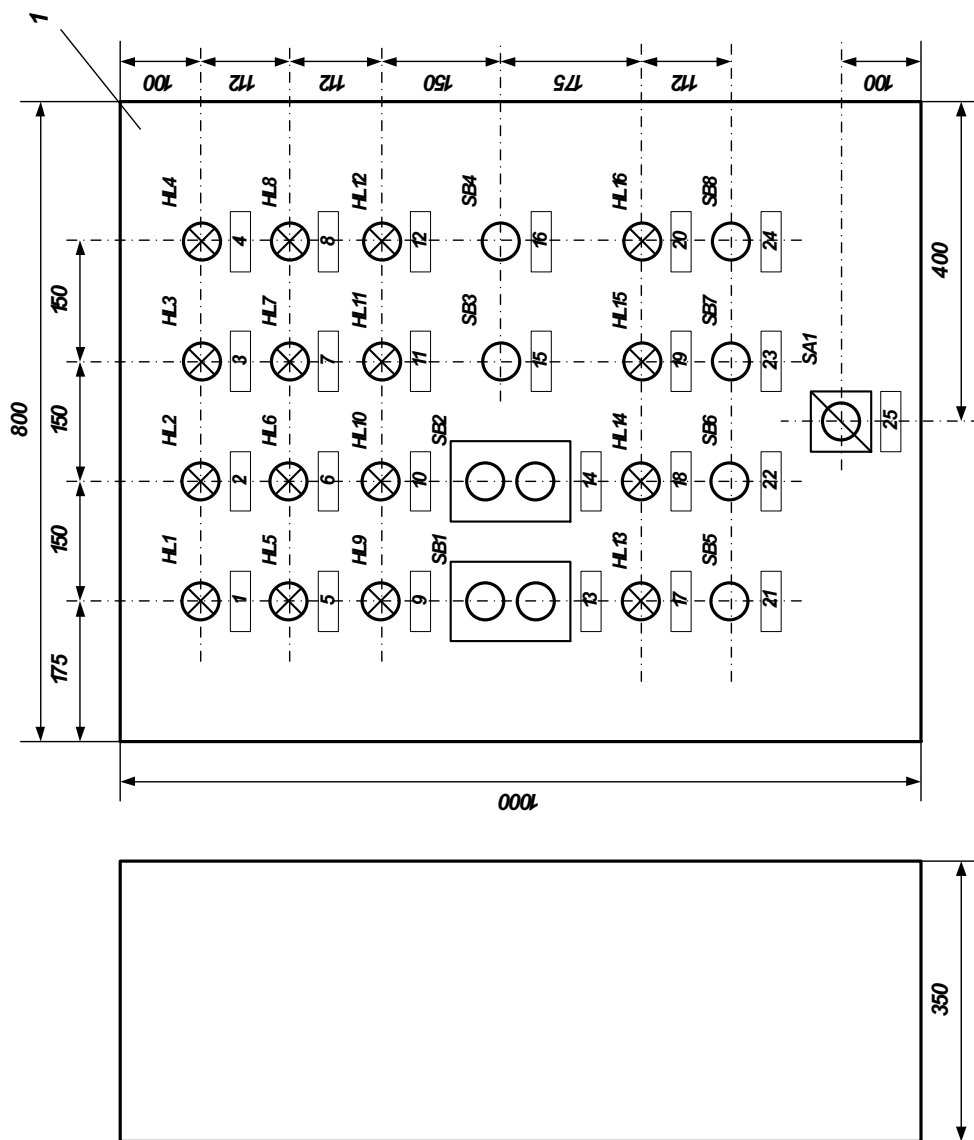 800
1
175 150 150 150
100
HL1 HL2 HL3 HL4
1 2 3 4
112
HL5 HL6 HL7 HL8
5 6 7 8
112
HL9 HL10 HL11 HL12
9 10 11 12
150
SB1 SB2 SB3 SB4
1000
13 14 15 16
175
HL13 HL14 HL15 HL16
17 18 19 20
112
SB5 SB6 SB7 SB8
21 22 23 24
SA1
100
25
350
400